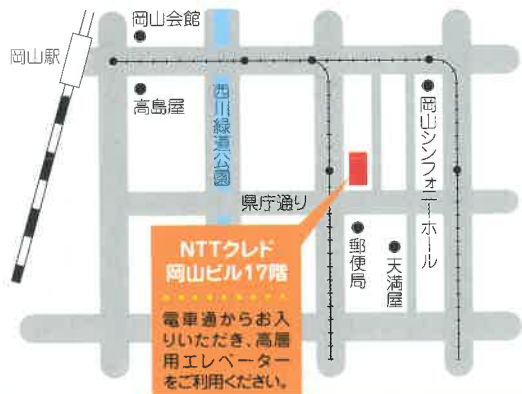 岡山会館
岡山駅
高島屋
西川緑道公園
岡山シンフォニーホール
県庁通り
郵便局
天満屋
NTTクレド
岡山ビル17階
電車通からお入
りいただき、高層
用エレベーター
をご利用ください。